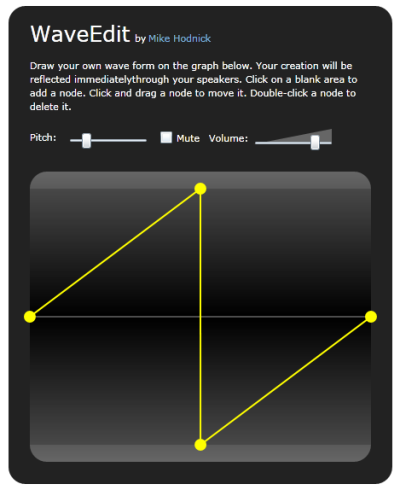 WaveEdit by Mike Hodnick
Draw your own wave form on the graph below. Your creation will be
reflected immediatelythrough your speakers. Click on a blank area to
add a node. Click and drag a node to move it. Double-click a node to
delete it.
Pitch: Mute Volume: